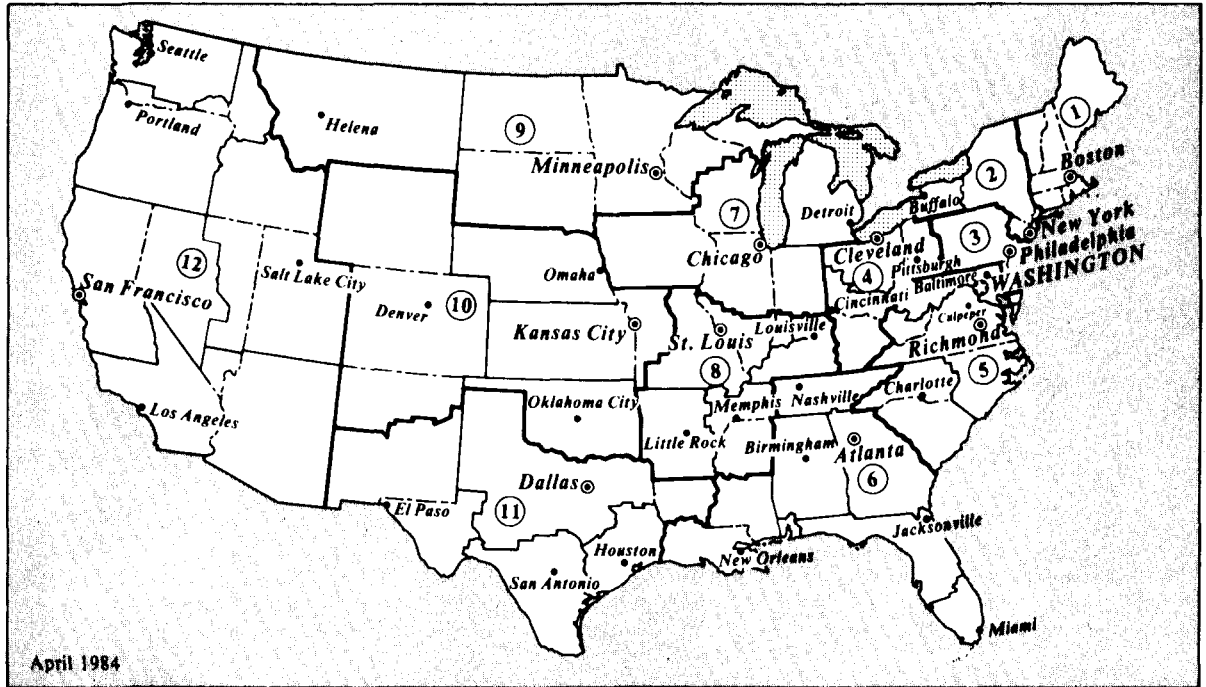 Seattle
Portland
Helena
9
Minneapolis
1
Boston
2
Buffalo
7
Detroit
New York
3
Philadelphia
Cleveland
Chicago
4
Pittsburgh
WASHINGTON
Baltimore
Cincinnati
12
Salt Lake City
San Francisco
Omaha
10
Denver
Kansas City
St. Louis
Louisville
Culpeper
Richmond
5
8
Charlotte
Memphis
Nashville
Los Angeles
Oklahoma City
Little Rock
Birmingham
Atlanta
6
Dallas
11
El Paso
Jacksonville
Houston
New Orleans
San Antonio
Miami
April 1984